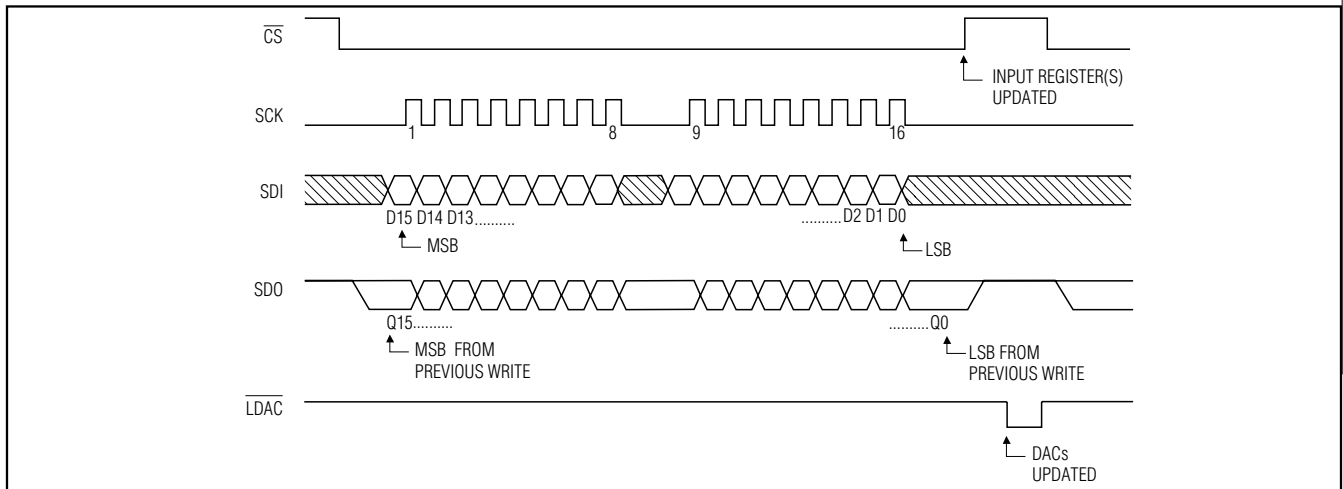 CS
INPUT REGISTER(S)
UPDATED
SCK
1
8
9
16
SDI
D15 D14 D13..........
..........D2 D1 D0
MSB
LSB
SDO
Q15..........
..........Q0
MSB FROM
PREVIOUS WRITE
LSB FROM
PREVIOUS WRITE
LDAC
DACs
UPDATED